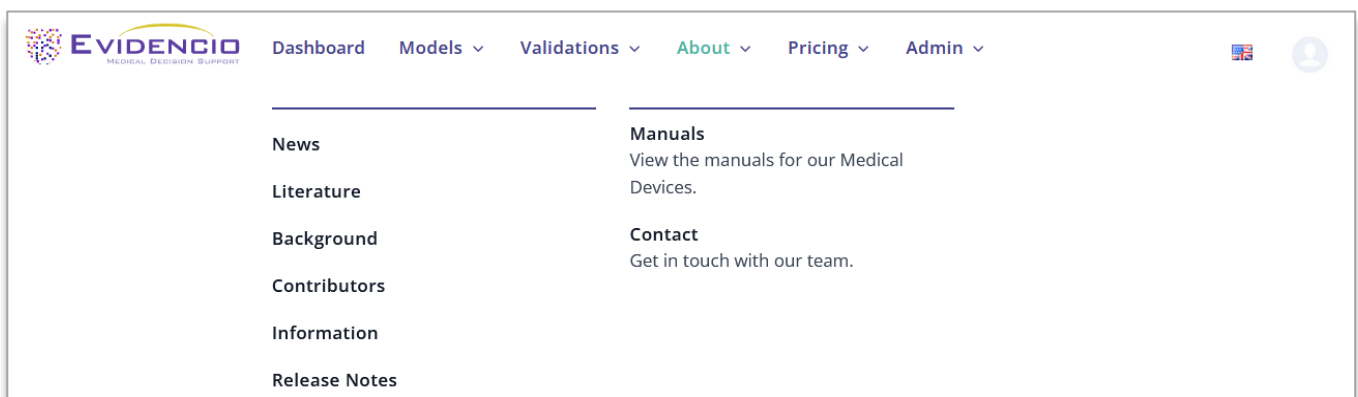 EVIDENCIO
MEDICAL DECISION SUPPORT
Dashboard Models Validations About Pricing Admin
News
Literature
Background
Contributors
Information
Release Notes
Manuals
View the manuals for our Medical
Devices.
Contact
Get in touch with our team.